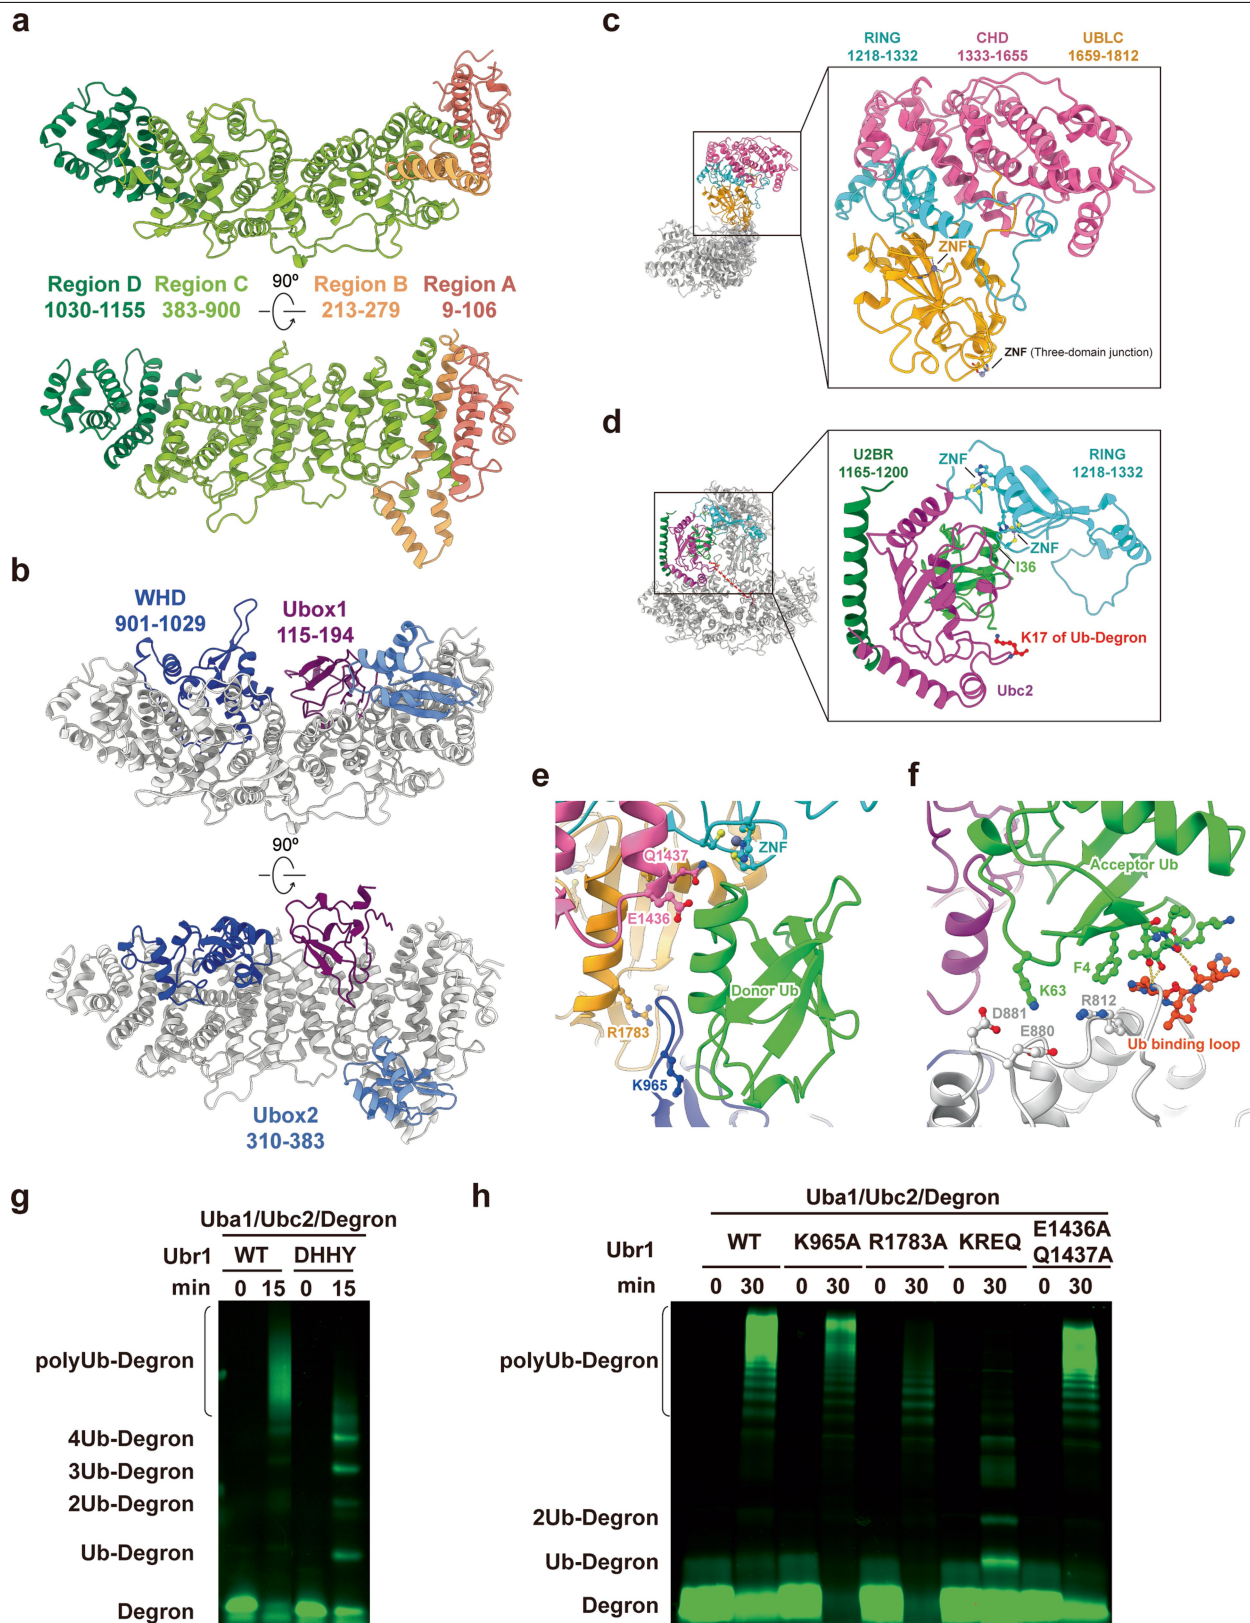 a
Region D
1030-1155
Region C
383-900
90º
Region B
213-279
Region A
9-106
b
WHD
901-1029
Ubox1
115-194
90º
Ubox2
310-383
c
RING
1218-1332
CHD
1333-1655
UBLC
1659-1812
ZNF
ZNF (Three-domain junction)
d
U2BR
1165-1200
ZNF
RING
1218-1332
ZNF
I36
K17 of Ub-Degron
Ubc2
e
Q1437
ZNF
E1436
Donor Ub
R1783
K965
f
Acceptor Ub
F4
K63
R812
D881
E880
Ub binding loop
g
Uba1/Ubc2/Degron
Ubr1 WT DHHY
min 0 15 0 15
polyUb-Degron
4Ub-Degron
3Ub-Degron
2Ub-Degron
Ub-Degron
Degron
h
Uba1/Ubc2/Degron
Ubr1 WT K965A R1783A KREQ E1436A
Q1437A
min 0 30 0 30 0 30 0 30 0 30
polyUb-Degron
2Ub-Degron
Ub-Degron
Degron